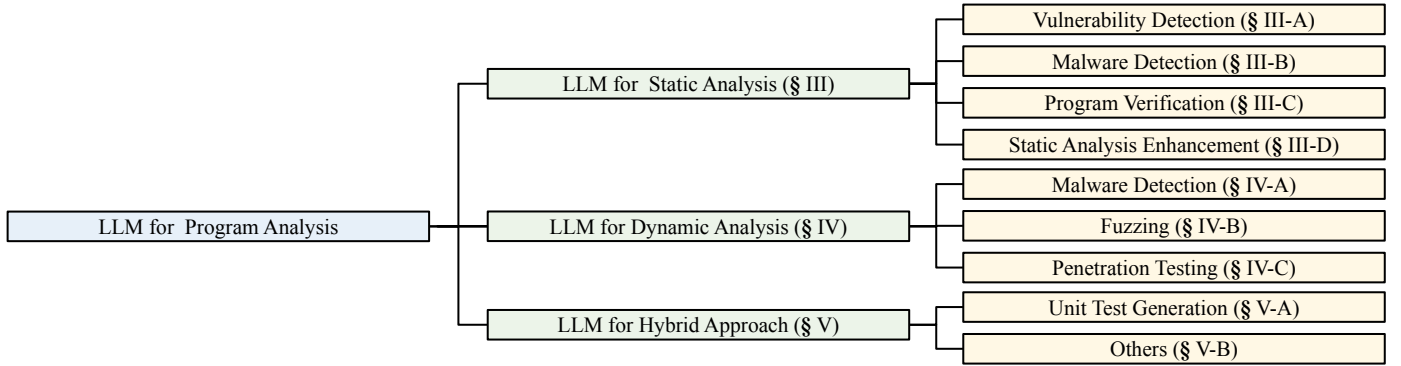 LLM for Program Analysis
LLM for Static Analysis (§ III)
Vulnerability Detection (§ III-A)
Malware Detection (§ III-B)
Program Verification (§ III-C)
Static Analysis Enhancement (§ III-D)
LLM for Dynamic Analysis (§ IV)
Malware Detection (§ IV-A)
Fuzzing (§ IV-B)
Penetration Testing (§ IV-C)
LLM for Hybrid Approach (§ V)
Unit Test Generation (§ V-A)
Others (§ V-B)